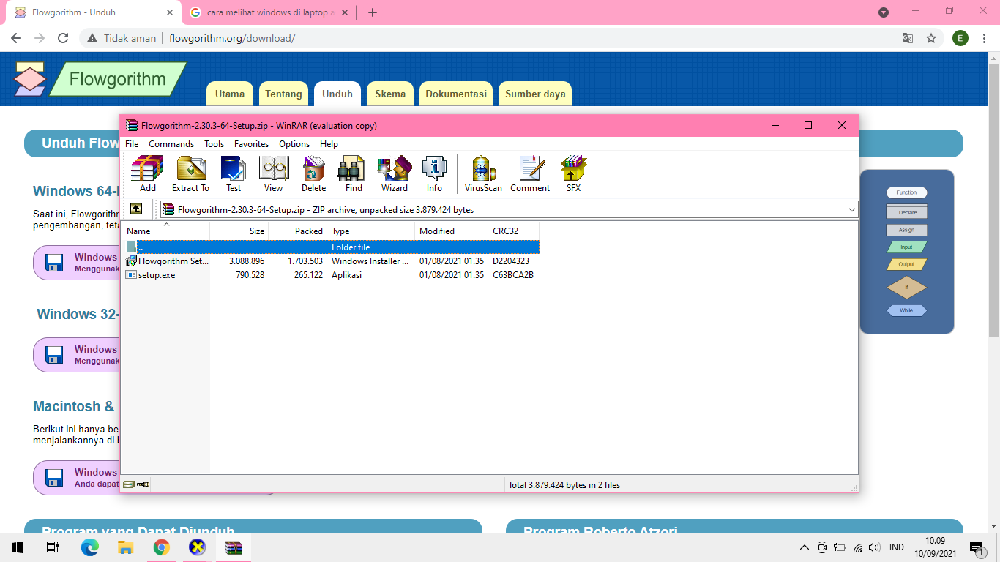 Flowgorithm - Unduh
cara melihat windows di laptop a
Tidak aman flowgorithm.org/download/
E
Flowgorithm
Utama Tentang Unduh Skema Dokumentasi Sumber daya
Flowgorithm-2.30.3-64-Setup.zip - WinRAR (evaluation copy)
File Commands Tools Favorites Options Help
Add Extract To Test View Delete Find Wizard Info VirusScan Comment SFX
Flowgorithm-2.30.3-64-Setup.zip - ZIP archive, unpacked size 3.879.424 bytes
Name Size Packed Type Modified CRC32
.. Folder file
Flowgorithm Set... 3.088.896 1.703.503 Windows Installer ... 01/08/2021 01.35 D2204323
setup.exe 790.528 265.122 Aplikasi 01/08/2021 01.35 C63BCA2B
Total 3.879.424 bytes in 2 files
Unduh Flow
Windows 64-
Saat ini, Flowgorithm
pengembangan, teta
Windows
Menggunak
Windows 32-
Windows
Menggunak
Macintosh &
Berikut ini hanya be
menjalankannya di
Windows
Anda dapat
Function
Declare
Assign
Input
Output
If
While
Program yang Dapat Diunduh
Program Roberto Atzori
IND
10.09
10/09/2021
1